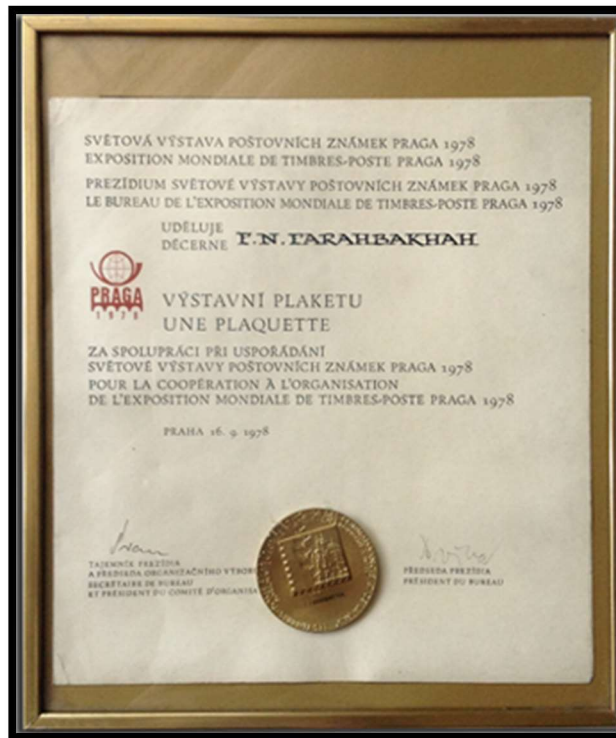 SVĚTOVÁ VÝSTAVA POŠTOVNÍCH ZNÁMEK PRAGA 1978
EXPOSITION MONDIALE DE TIMBRES-POSTE PRAGA 1978
PREZÍDIUM SVĚTOVÉ VÝSTAVY POŠTOVNÍCH ZNÁMEK PRAGA 1978
LE BUREAU DE L'EXPOSITION MONDIALE DE TIMBRES-POSTE PRAGA 1978
UDĚLUJE
DÉCERNE F.N. FARAHBAKHAH
PRAGA
1978
VÝSTAVNÍ PLAKETU
UNE PLAQUETTE
ZA SPOLUPRÁCI PŘI USPOŘÁDÁNÍ
SVĚTOVÉ VÝSTAVY POŠTOVNÍCH ZNÁMEK PRAGA 1978
POUR LA COOPÉRATION À L'ORGANISATION
DE L'EXPOSITION MONDIALE DE TIMBRES-POSTE PRAGA 1978
PRAHA 16. 9. 1978
TAJEMNÍK PREZÍDIA
A PŘEDSEDA ORGANIZAČNÍHO VÝBOR
SECRÉTAIRE DE BUREAU
ET PRÉSIDENT DU COMITÉ D'ORGANISA
PŘEDSEDA PREZÍDIA
PRÉSIDENT DU BUREAU